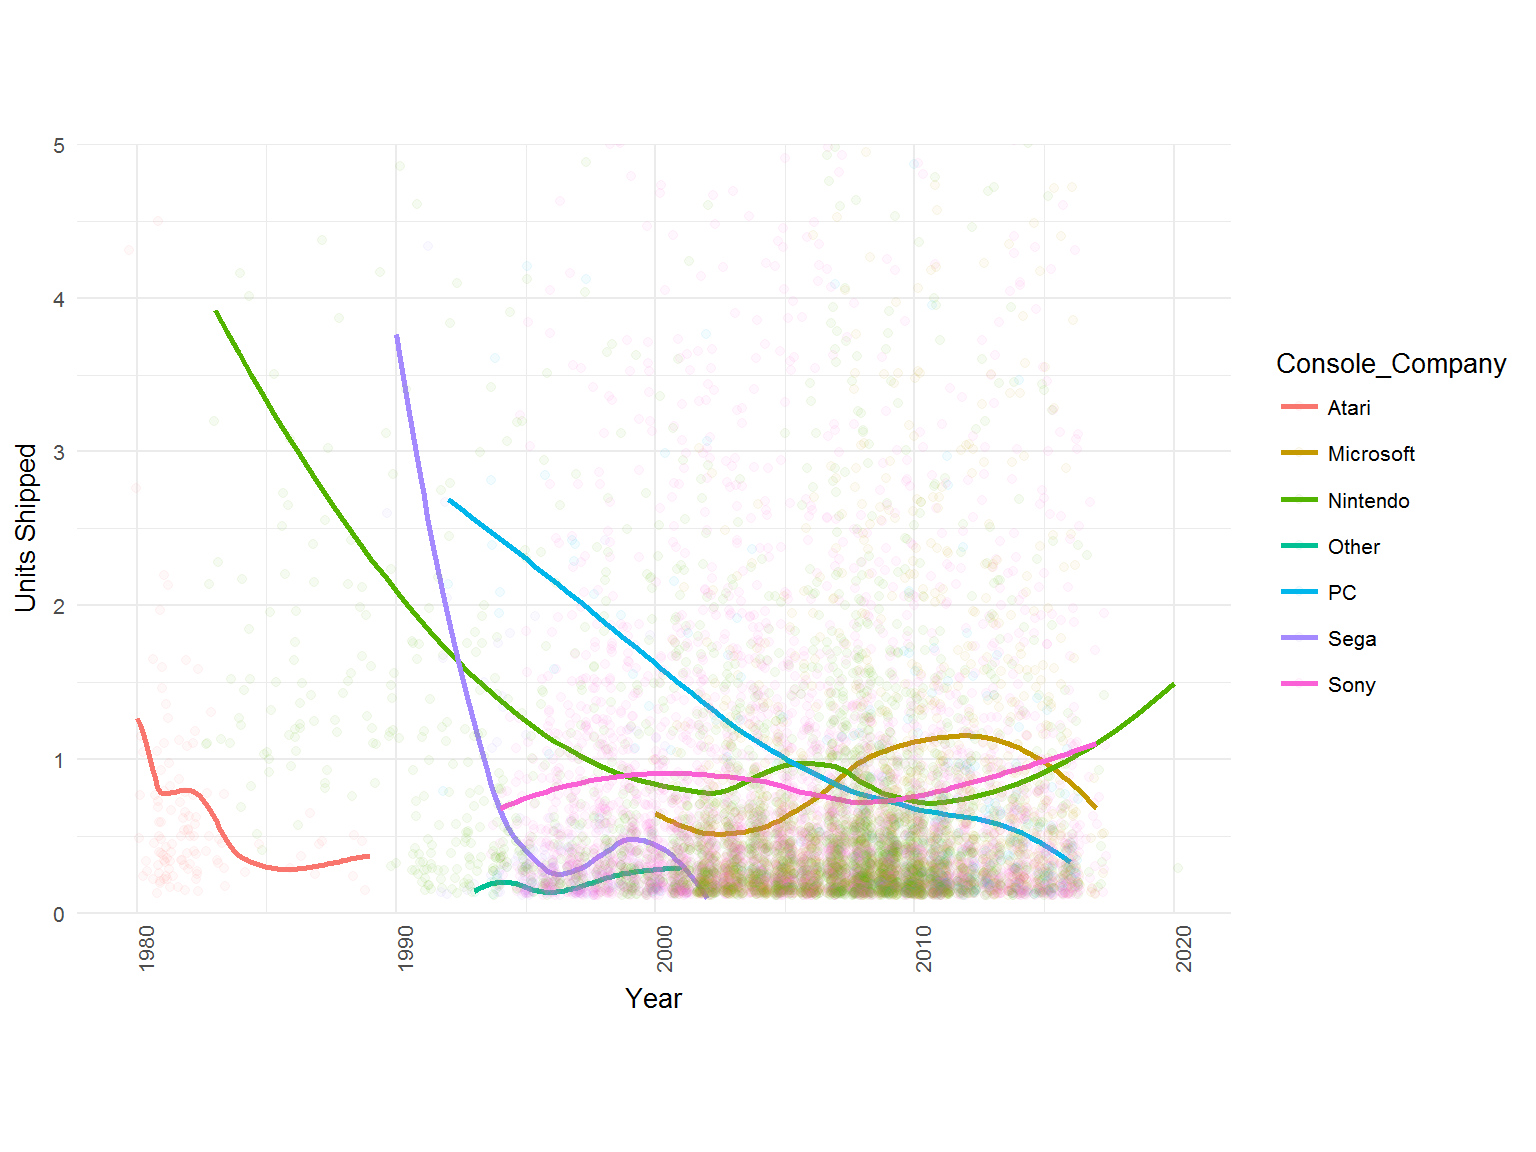 5
4
3
2
1
0
Units Shipped
1980
1990
2000
2010
2020
Year
Console_Company
Atari
Microsoft
Nintendo
Other
PC
Sega
Sony